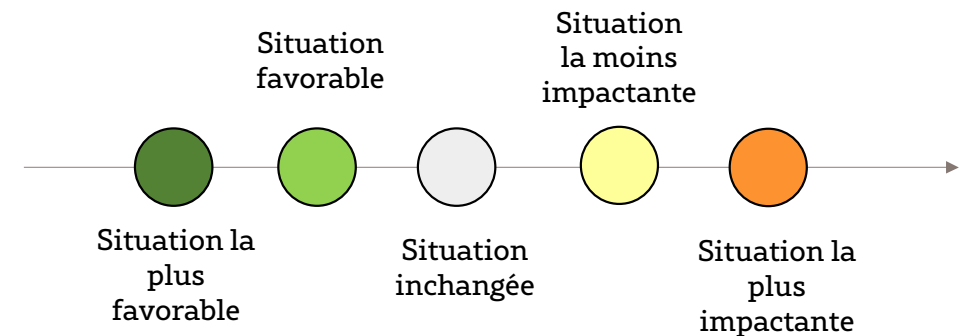 Situation
favorable
Situation
la moins
impactante
Situation la
plus
favorable
Situation
inchangée
Situation la
plus
impactante